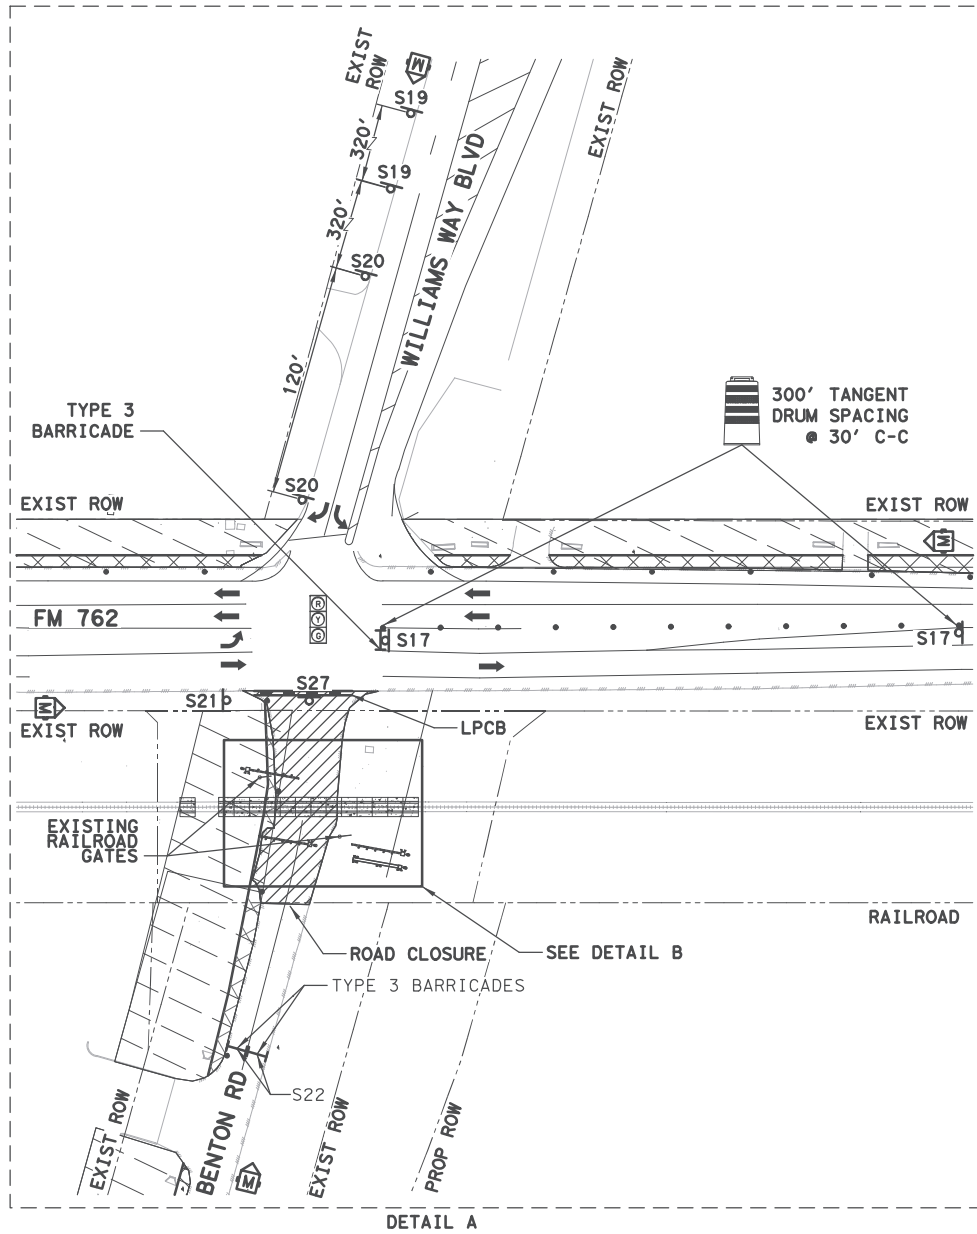 EXIST
ROW
M
S19
320'
S19
320'
S20
120'
S20
WILLIAMS WAY BLVD
EXIST ROW
TYPE 3
BARRICADE
300' TANGENT
DRUM SPACING
@ 30' C-C
EXIST ROW
EXIST ROW
M
FM 762
R
Y
G
S17
S17
S27
S21
M
LPCB
EXIST ROW
EXIST ROW
EXISTING
RAILROAD
GATES
RAILROAD
ROAD CLOSURE
SEE DETAIL B
TYPE 3 BARRICADES
S22
BENTON RD
EXIST ROW
EXIST ROW
PROP ROW
M
DETAIL A